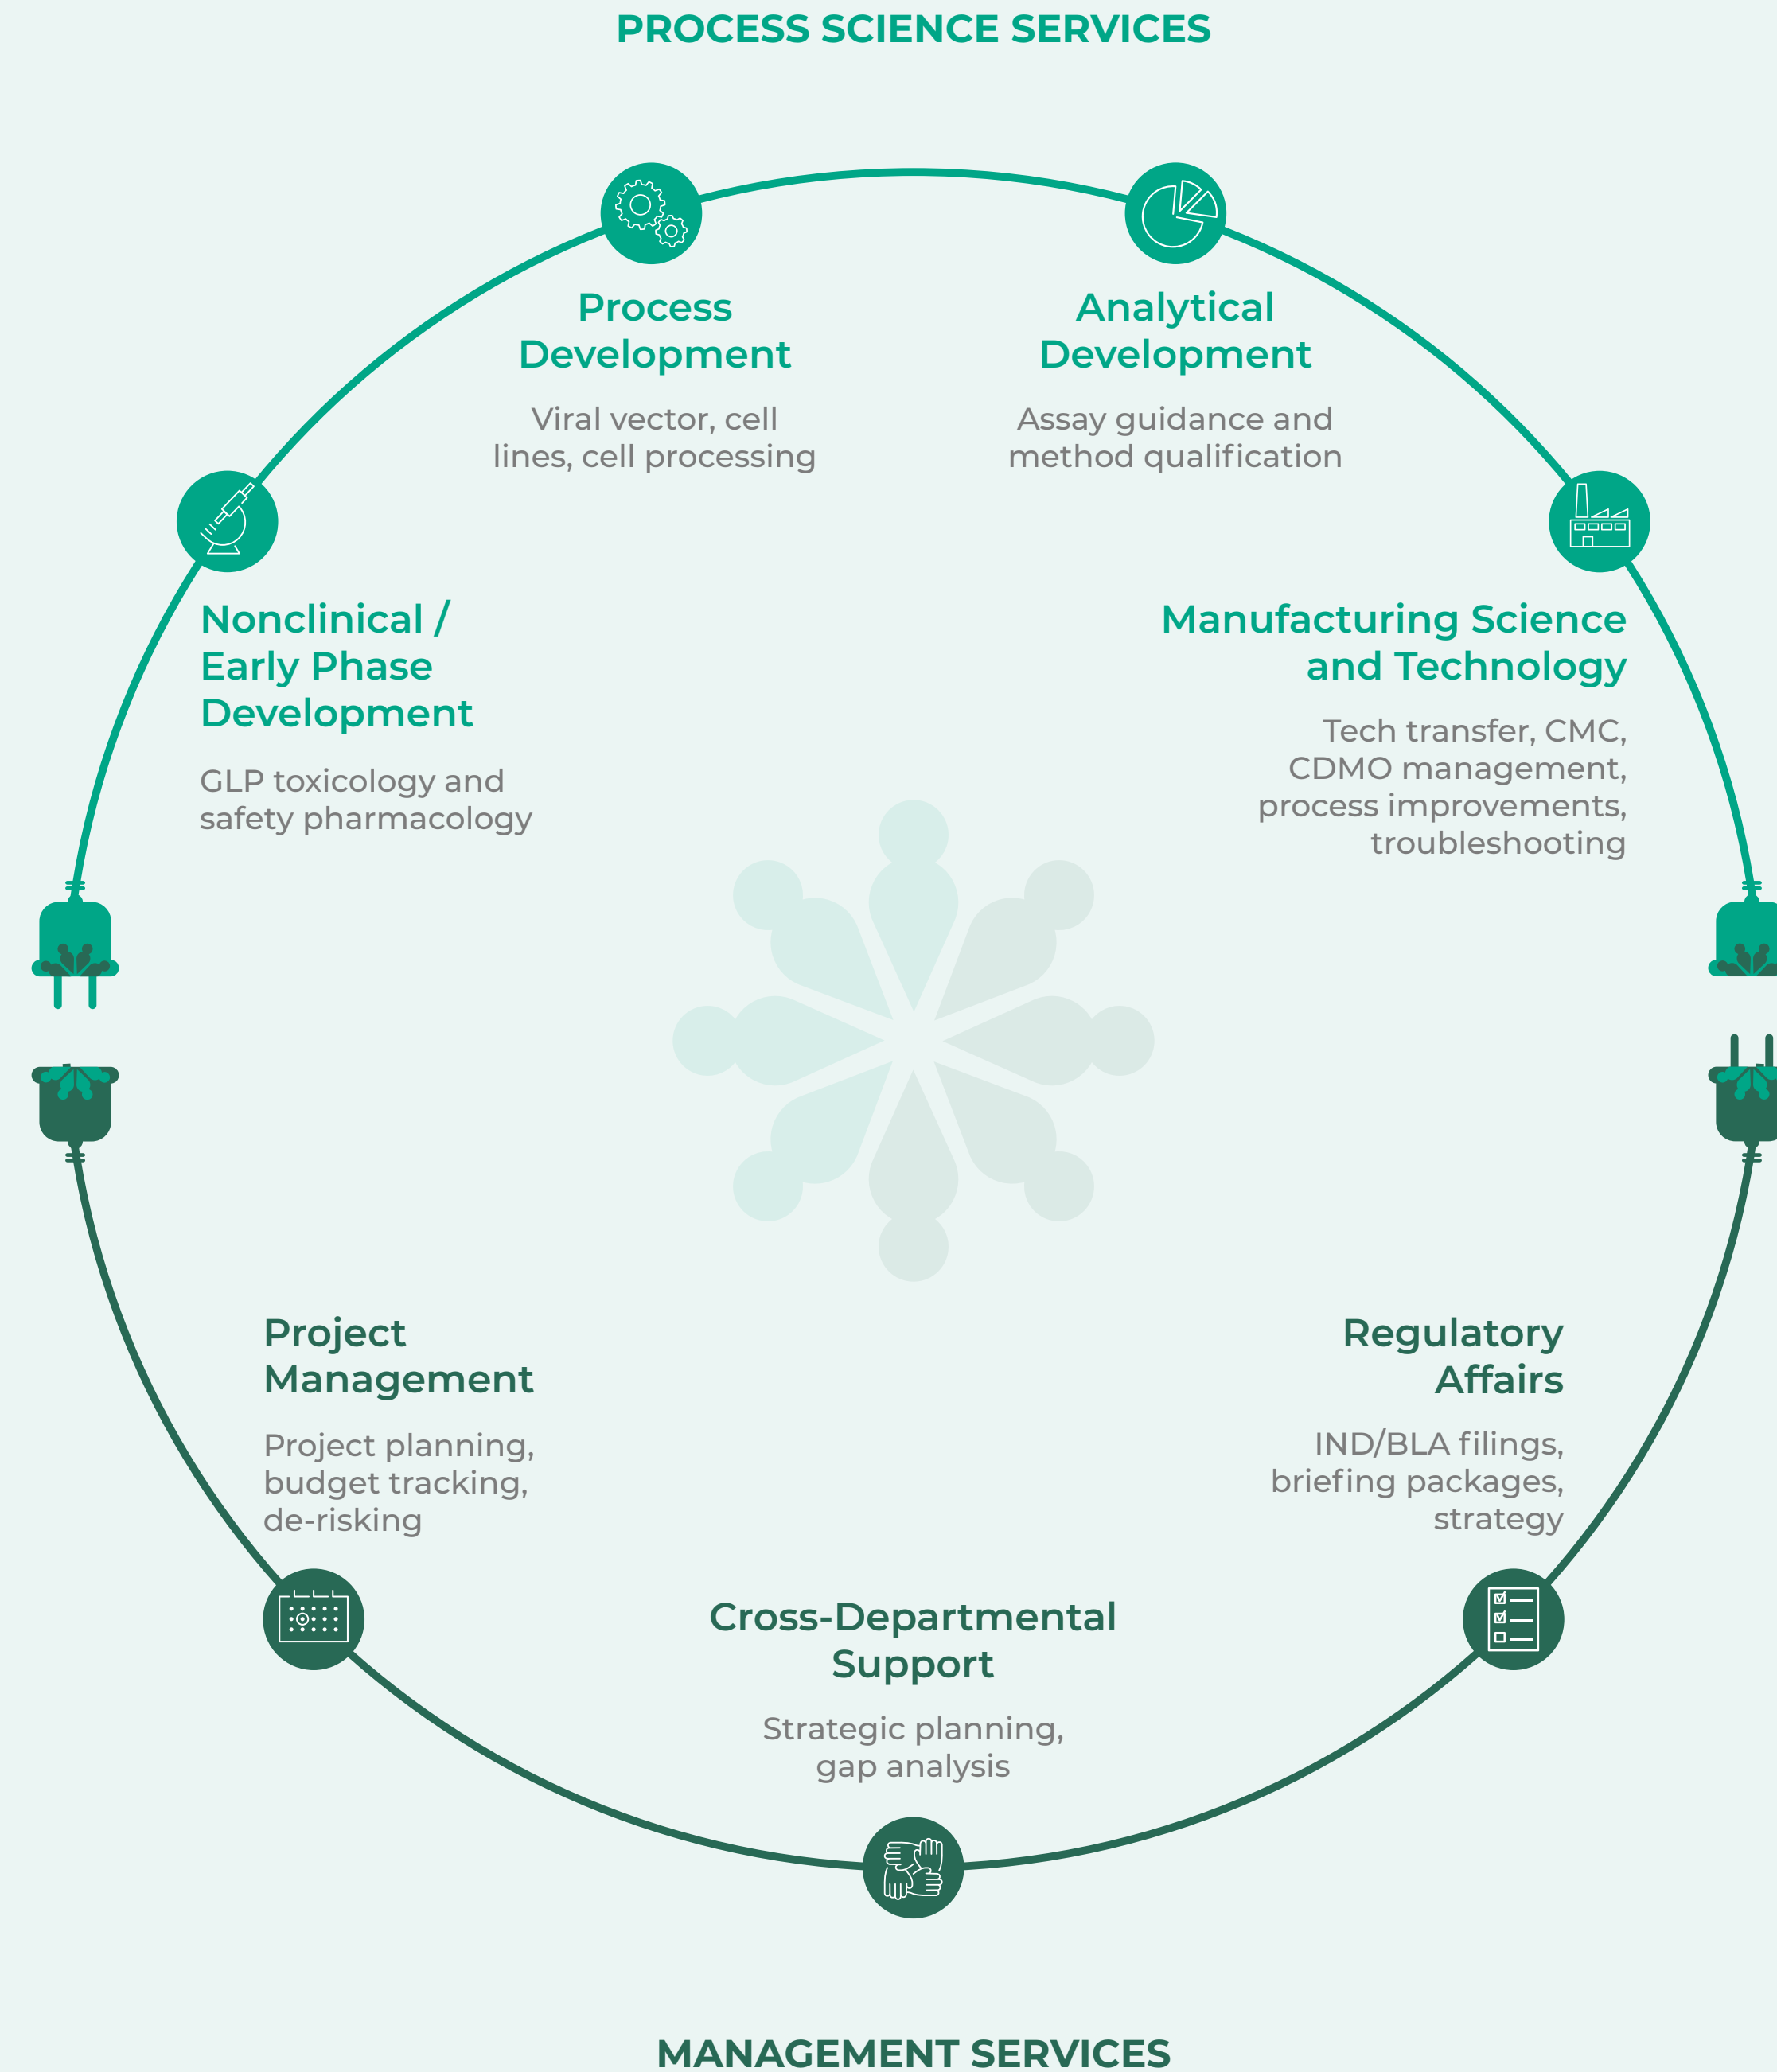 PROCESS SCIENCE SERVICES
Process
Development
Viral vector, cell
lines, cell processing
Analytical
Development
Assay guidance and
method qualification
Nonclinical /
Early Phase
Development
GLP toxicology and
safety pharmacology
Manufacturing Science
and Technology
Tech transfer, CMC,
CDMO management,
process improvements,
troubleshooting
Project
Management
Project planning,
budget tracking,
de-risking
Regulatory
Affairs
IND/BLA filings,
briefing packages,
strategy
Cross-Departmental
Support
Strategic planning,
gap analysis
MANAGEMENT SERVICES